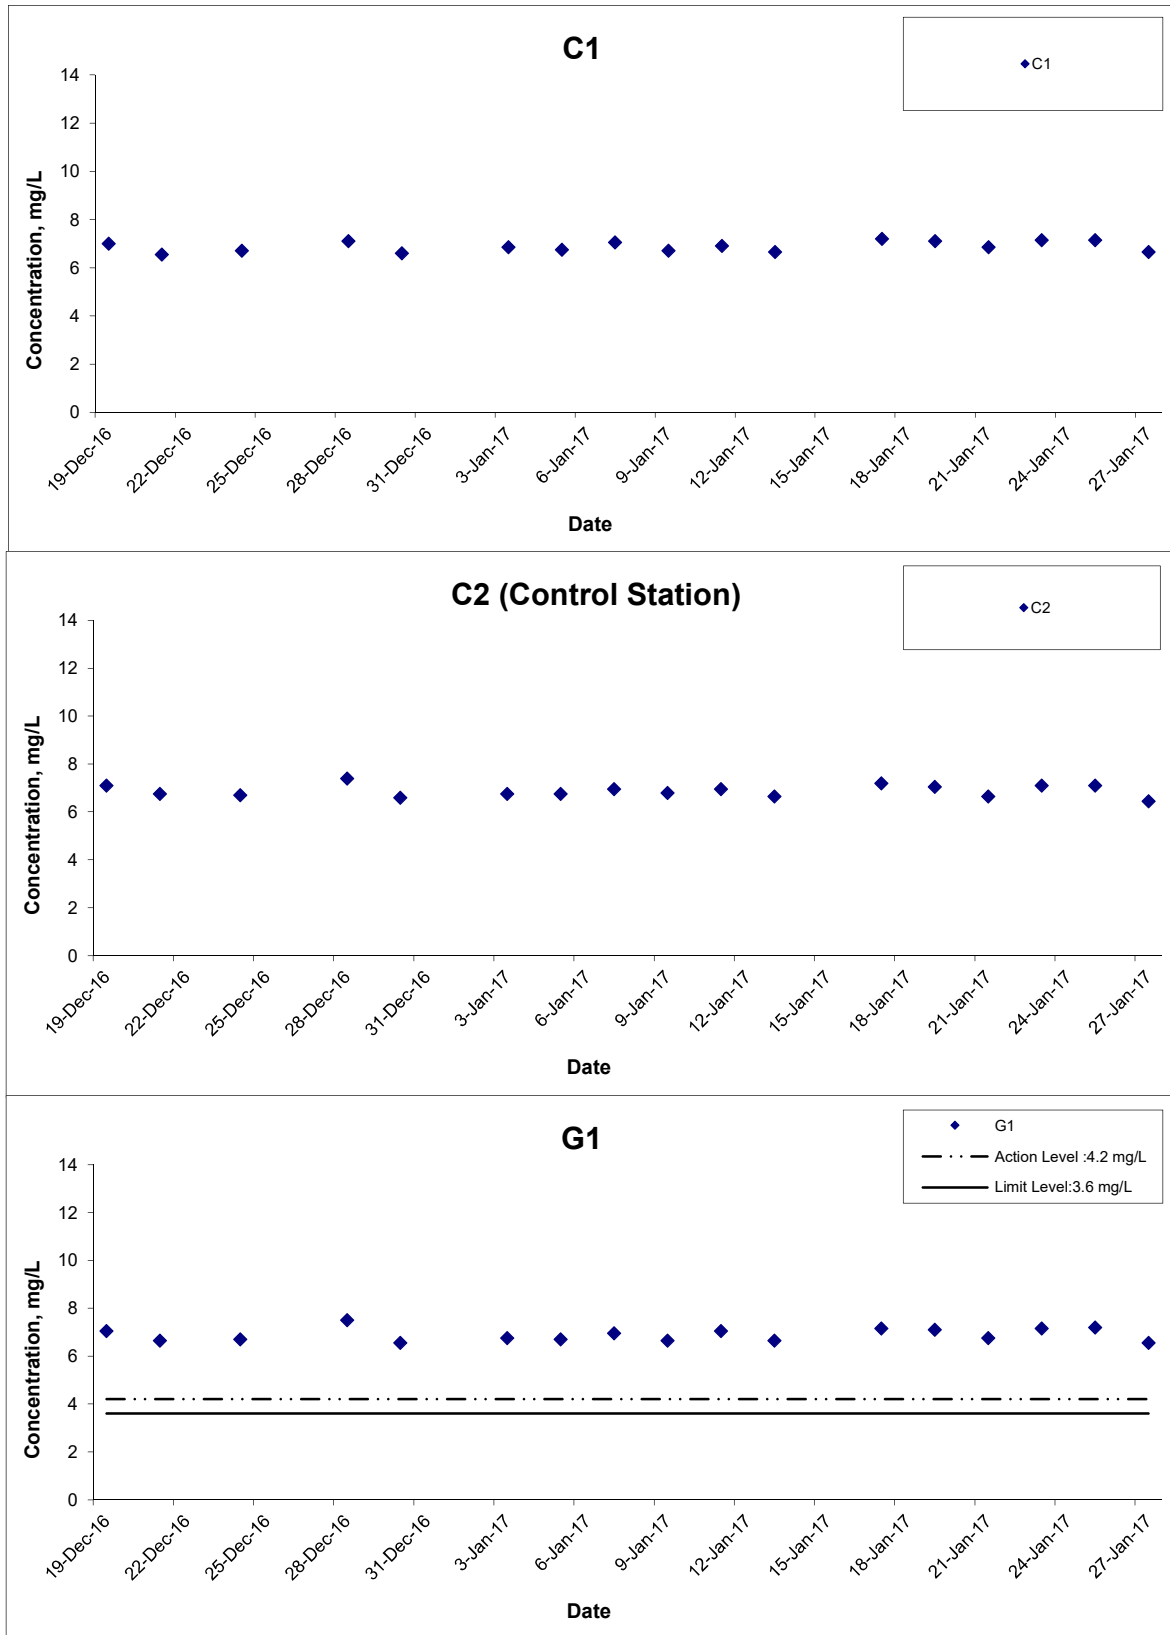 C1
C1
14
12
10
8
6
4
2
0
Concentration, mg/L
19-Dec-16
22-Dec-16
25-Dec-16
28-Dec-16
31-Dec-16
3-Jan-17
6-Jan-17
9-Jan-17
12-Jan-17
15-Jan-17
18-Jan-17
21-Jan-17
24-Jan-17
27-Jan-17
Date
C2 (Control Station)
C2
14
12
10
8
6
4
2
0
Concentration, mg/L
19-Dec-16
22-Dec-16
25-Dec-16
28-Dec-16
31-Dec-16
3-Jan-17
6-Jan-17
9-Jan-17
12-Jan-17
15-Jan-17
18-Jan-17
21-Jan-17
24-Jan-17
27-Jan-17
Date
G1
G1
Action Level :4.2 mg/L
Limit Level:3.6 mg/L
14
12
10
8
6
4
2
0
Concentration, mg/L
19-Dec-16
22-Dec-16
25-Dec-16
28-Dec-16
31-Dec-16
3-Jan-17
6-Jan-17
9-Jan-17
12-Jan-17
15-Jan-17
18-Jan-17
21-Jan-17
24-Jan-17
27-Jan-17
Date